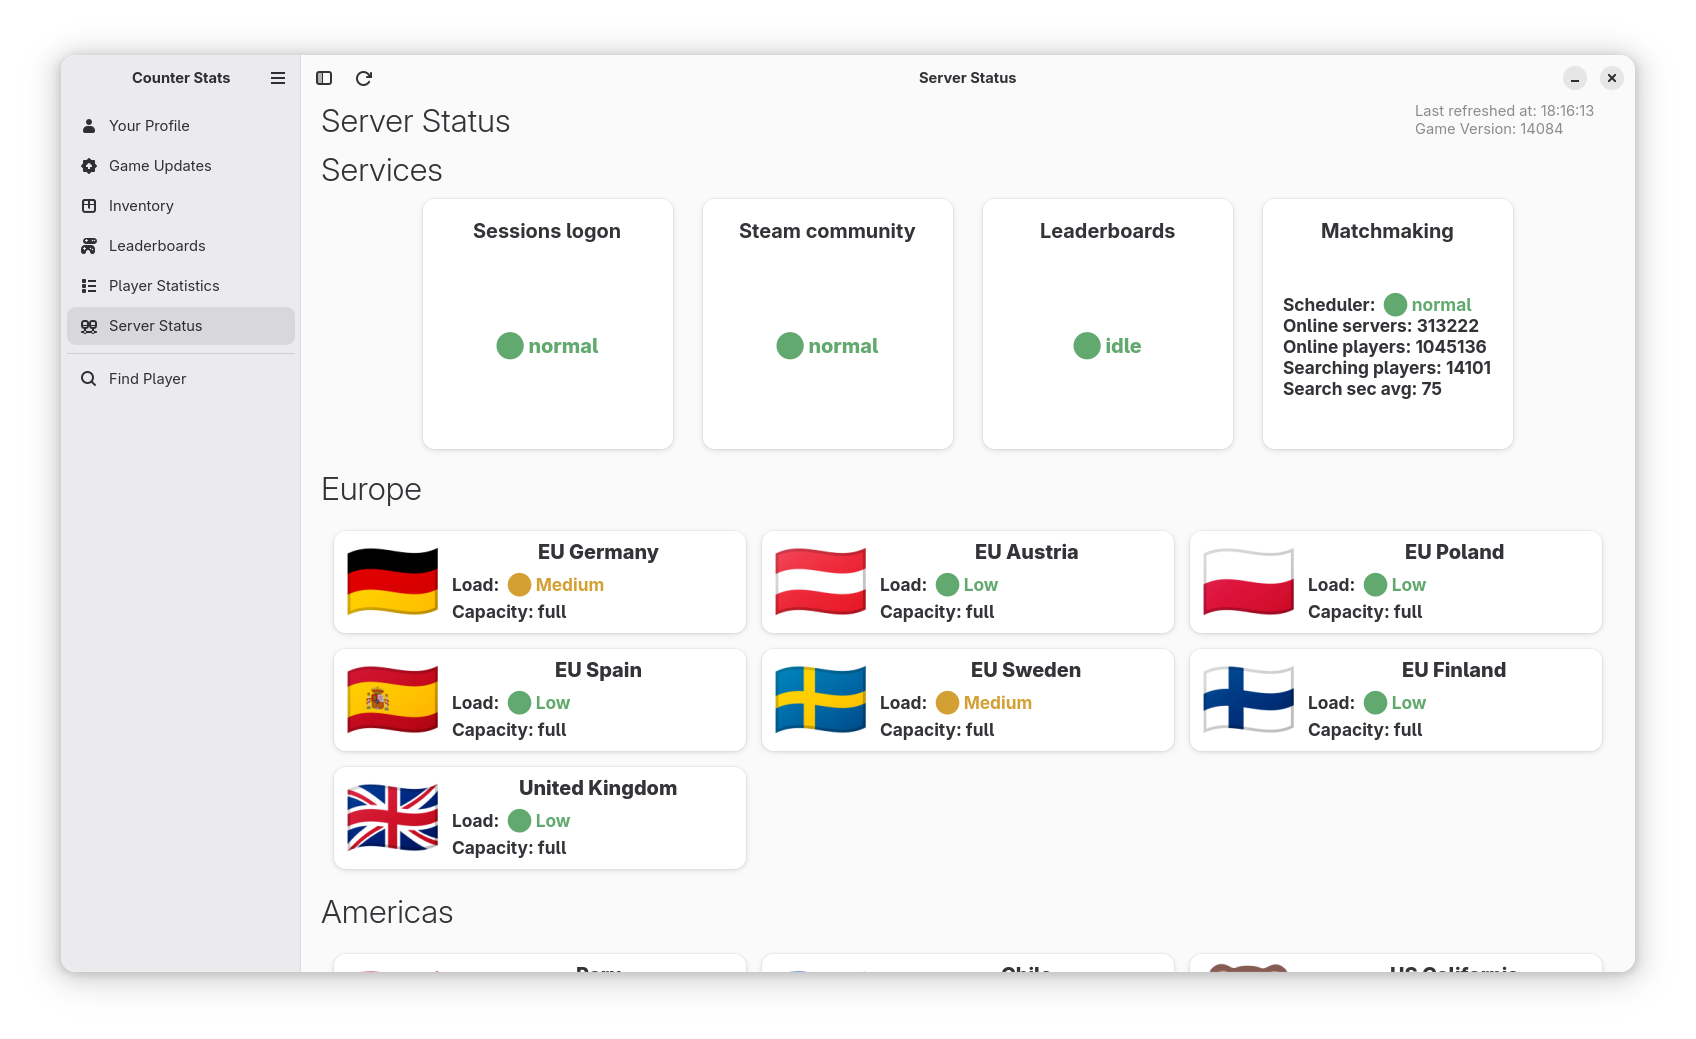 Counter Stats
Your Profile
Game Updates
Inventory
Leaderboards
Player Statistics
Server Status
Find Player
Server Status
Server Status
Last refreshed at: 18:16:13
Game Version: 14084
Services
Sessions logon
normal
Steam community
normal
Leaderboards
idle
Matchmaking
Scheduler: normal
Online servers: 313222
Online players: 1045136
Searching players: 14101
Search sec avg: 75
Europe
EU Germany
Load: Medium
Capacity: full
EU Austria
Load: Low
Capacity: full
EU Poland
Load: Low
Capacity: full
EU Spain
Load: Low
Capacity: full
EU Sweden
Load: Medium
Capacity: full
EU Finland
Load: Low
Capacity: full
United Kingdom
Load: Low
Capacity: full
Americas
Peru
Chile
US California